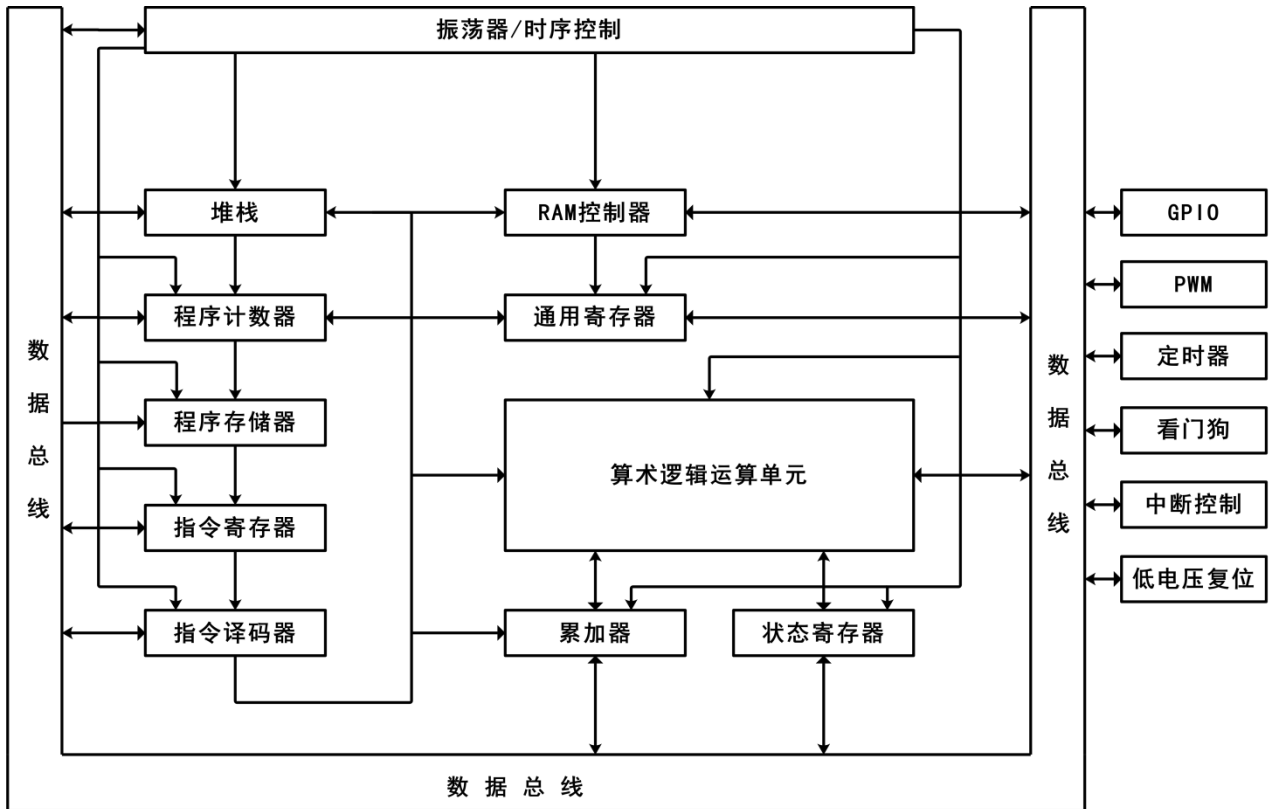 振荡器/时序控制
堆栈
RAM控制器
GPIO
PWM
程序计数器
通用寄存器
数据总线
数据总线
定时器
程序存储器
看门狗
算术逻辑运算单元
指令寄存器
中断控制
低电压复位
指令译码器
累加器
状态寄存器
数据总线